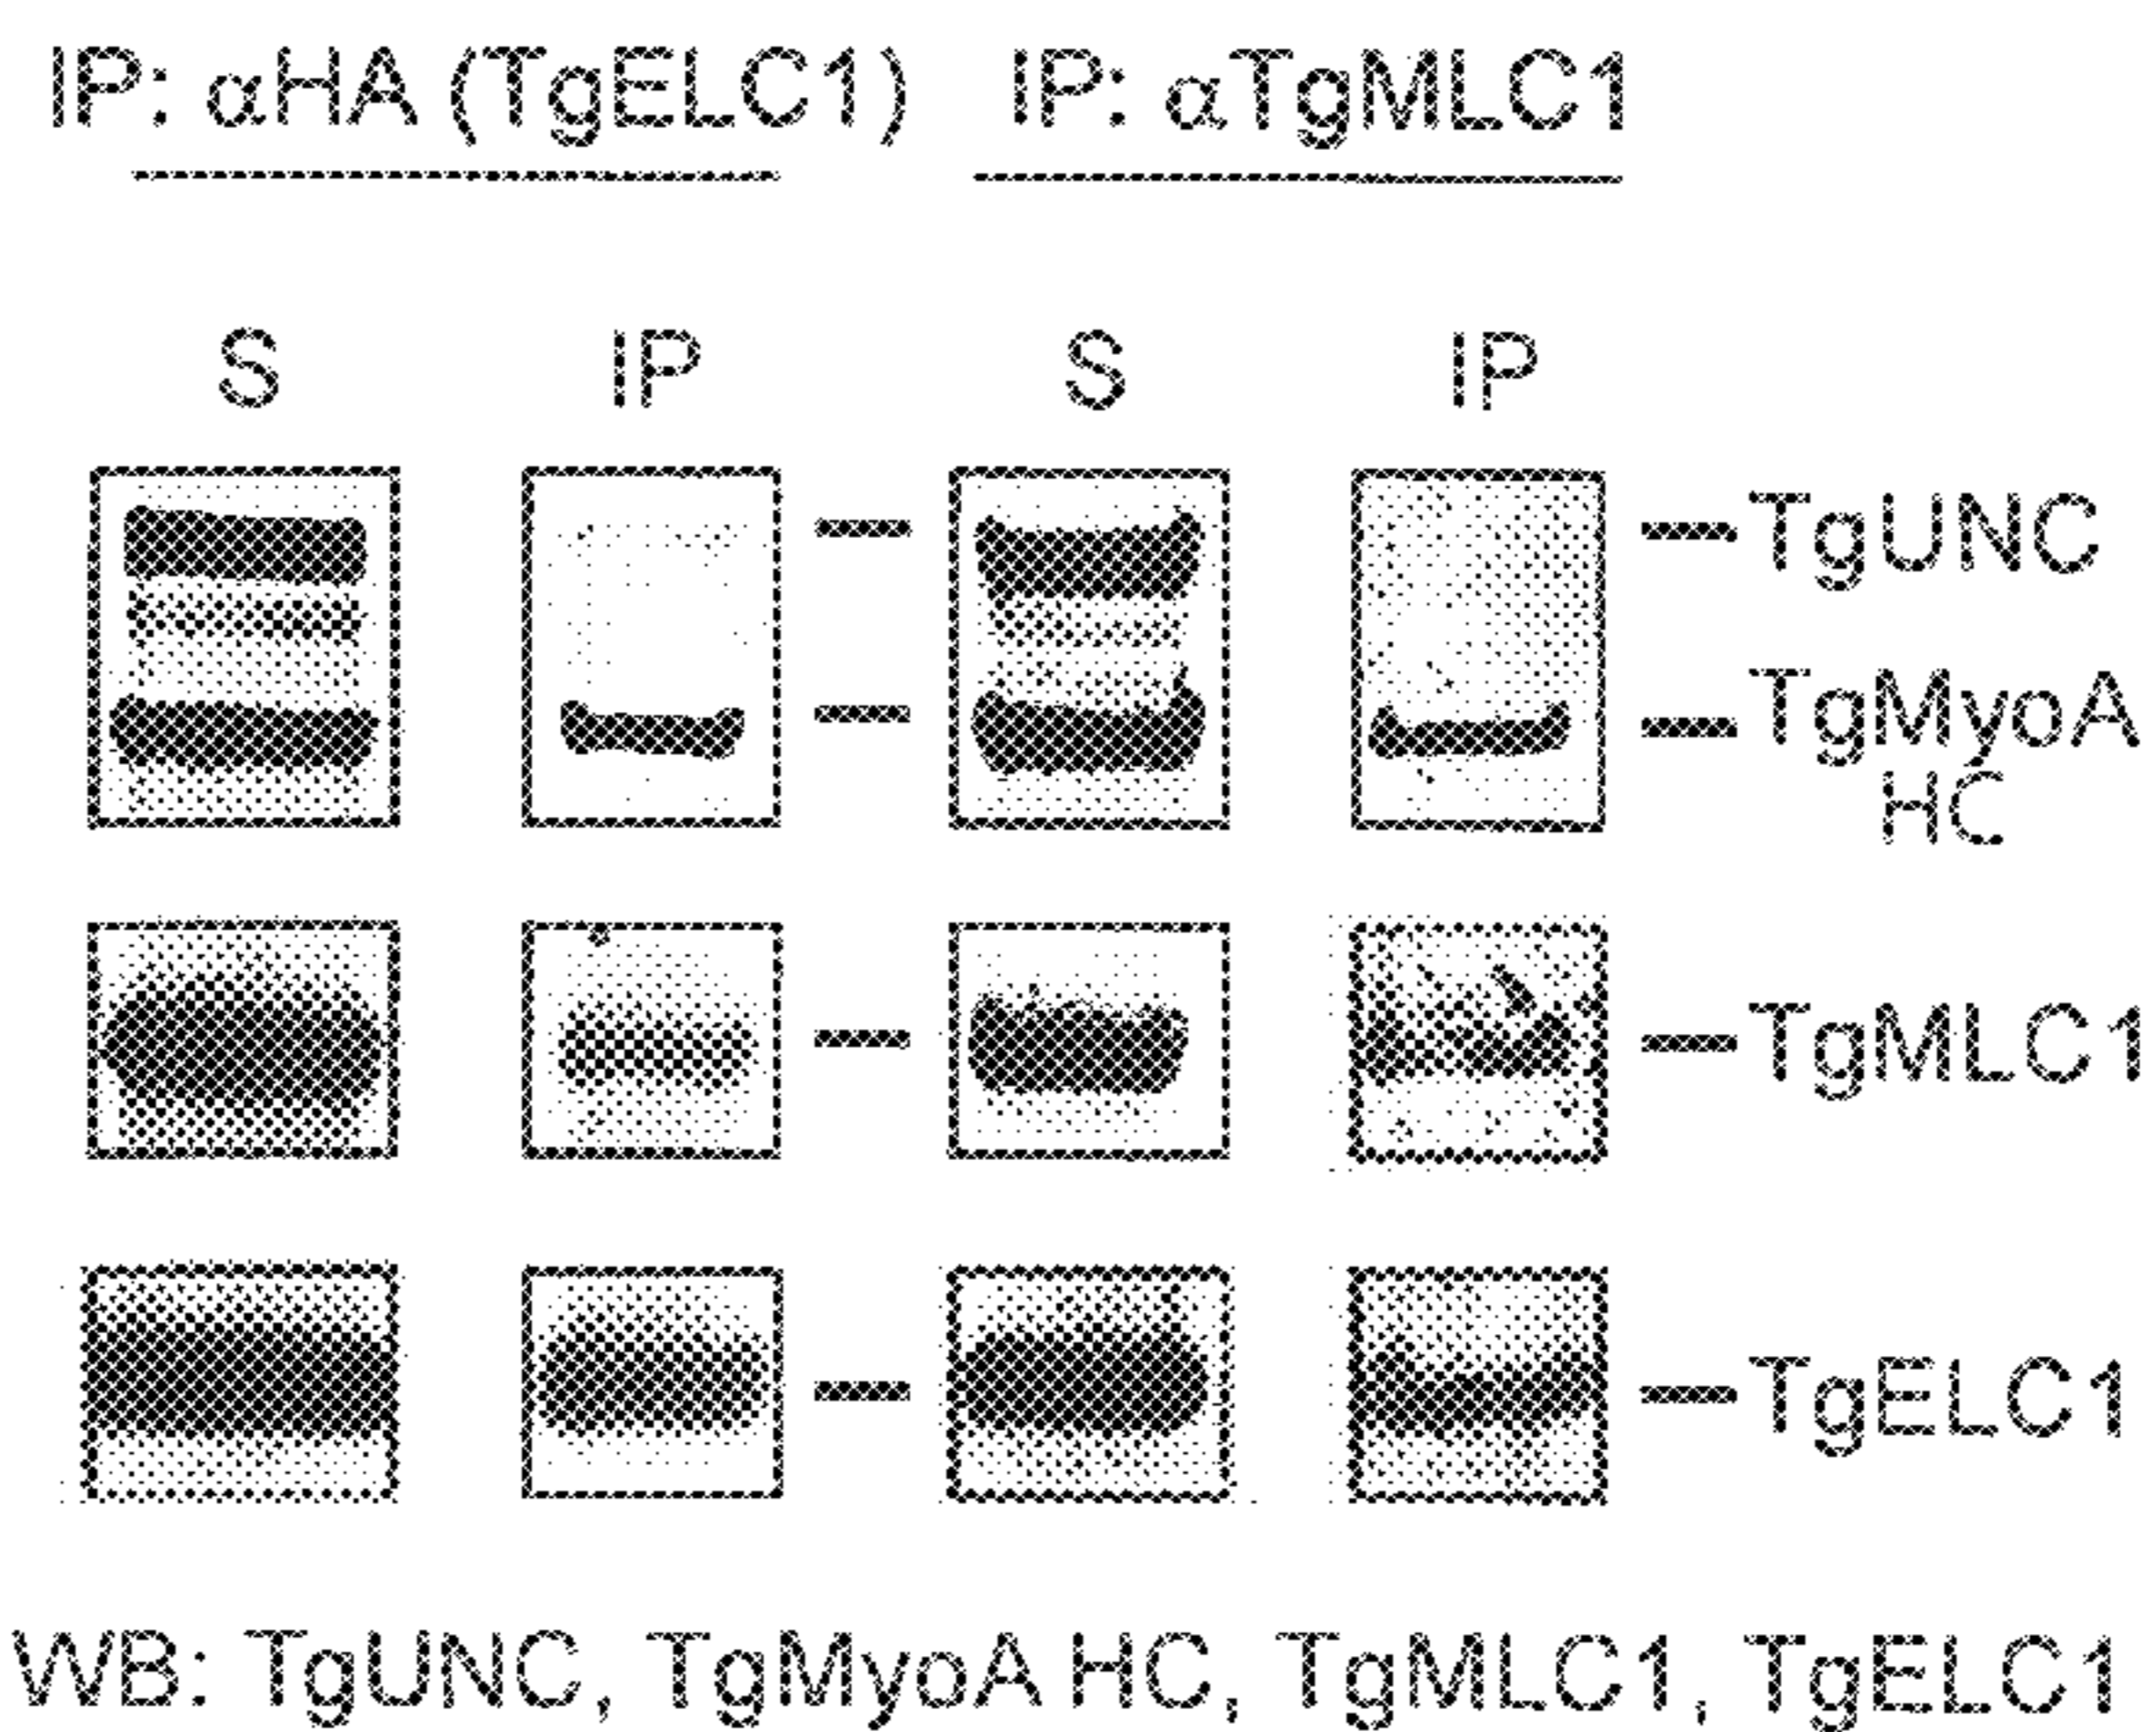 IP: αHA (TgELC1) IP: αTgMLC1
S IP S IP
TgUNC
TgMyoA
HC
TgMLC1
TgELC1
WB: TgUNC, TgMyoA HC, TgMLC1, TgELC1